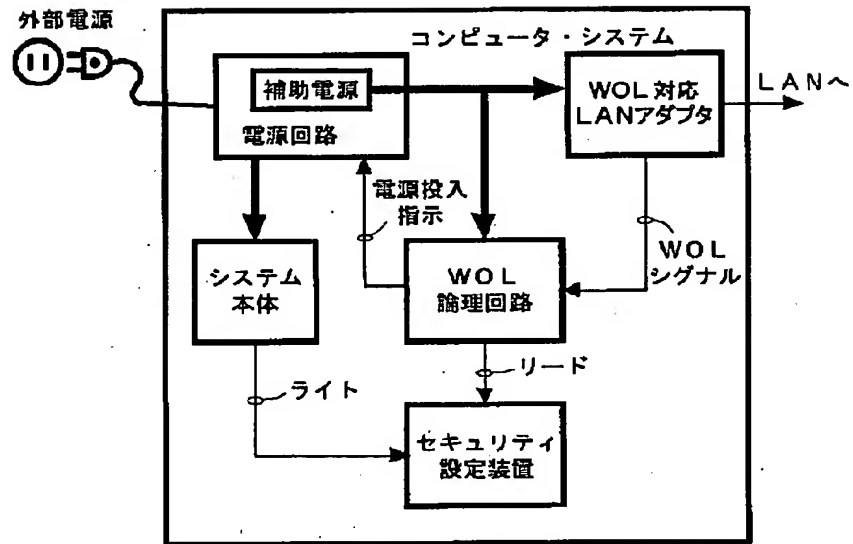 外部電源
コンピュータ・システム
補助電源
電源回路
WOL対応
LANアダプタ
LANへ
電源投入
指示
WOL
シグナル
システム
本体
WOL
論理回路
リード
ライト
セキュリティ
設定装置